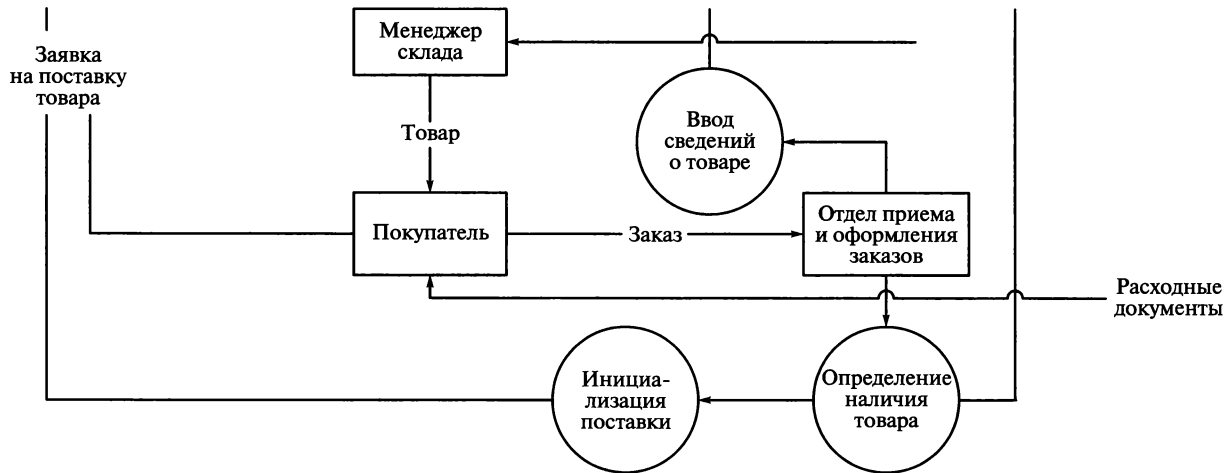 Менеджер
склада
Заявка
на поставку
товара
Товар
Ввод
сведений
о товаре
Покупатель
Заказ
Отдел приема
и оформления
заказов
Расходные
документы
Инициа-
лизация
поставки
Определение
наличия
товара